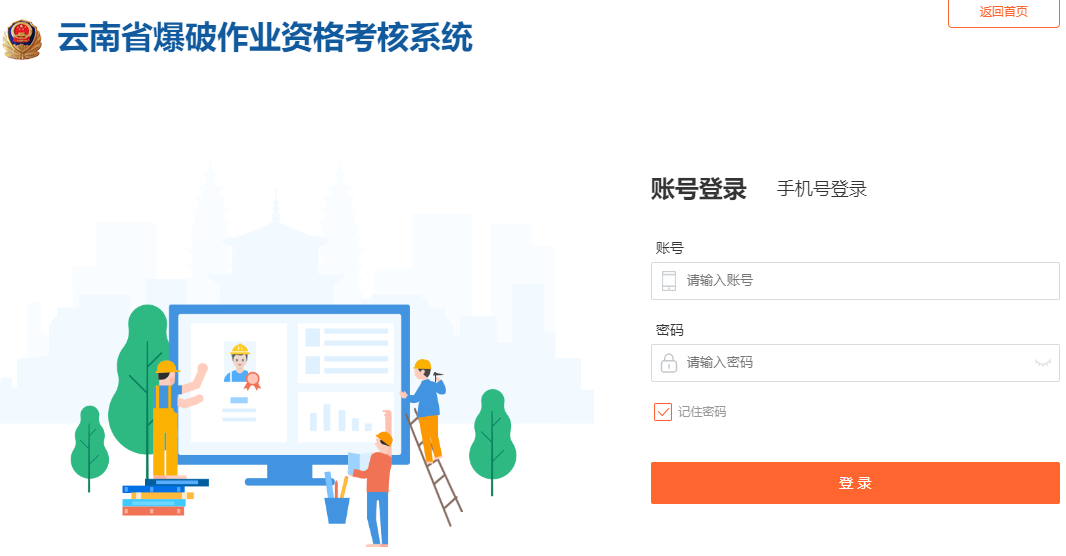 返回首页
云南省爆破作业资格考核系统
账号登录 手机号登录
账号
请输入账号
密码
请输入密码
记住密码
登录